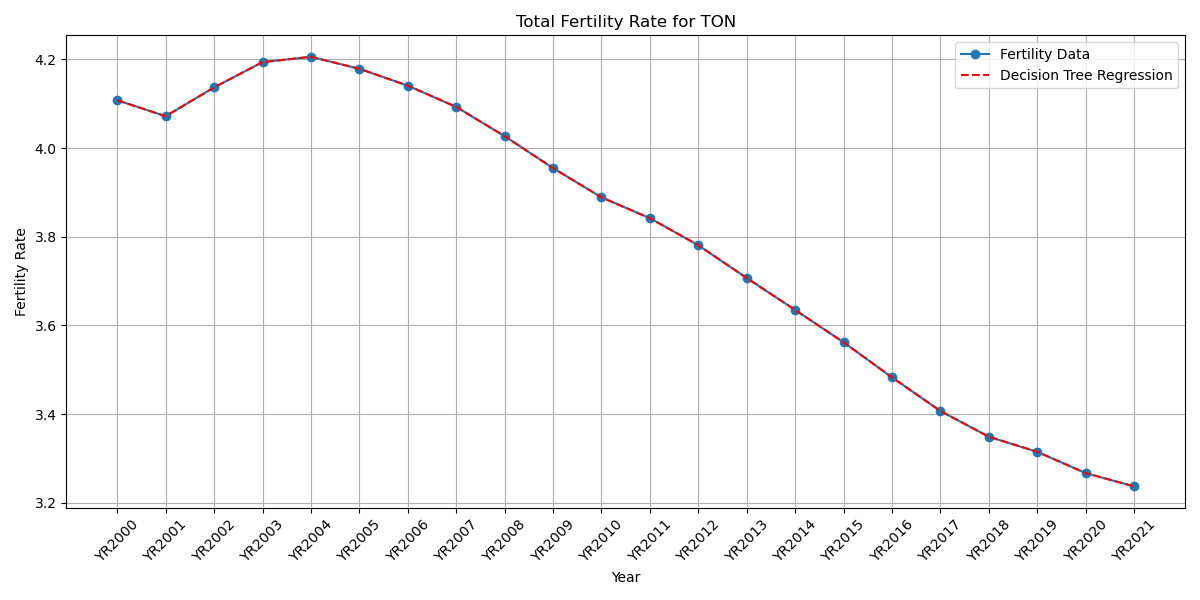 Total Fertility Rate for TON
Fertility Data
Decision Tree Regression
Fertility Rate
4.2
4.0
3.8
3.6
3.4
3.2
YR2000 YR2001 YR2002 YR2003 YR2004 YR2005 YR2006 YR2007 YR2008 YR2009 YR2010 YR2011 YR2012 YR2013 YR2014 YR2015 YR2016 YR2017 YR2018 YR2019 YR2020 YR2021
Year